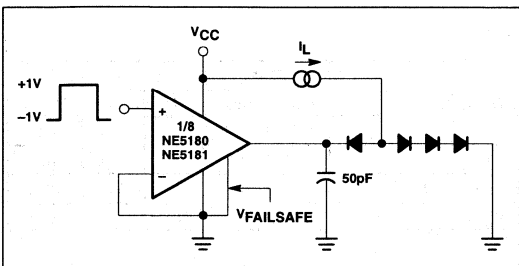 VCC
IL
+1V
–1V
+
1/8
NE5180
NE5181
–
50pF
VFAILSAFE